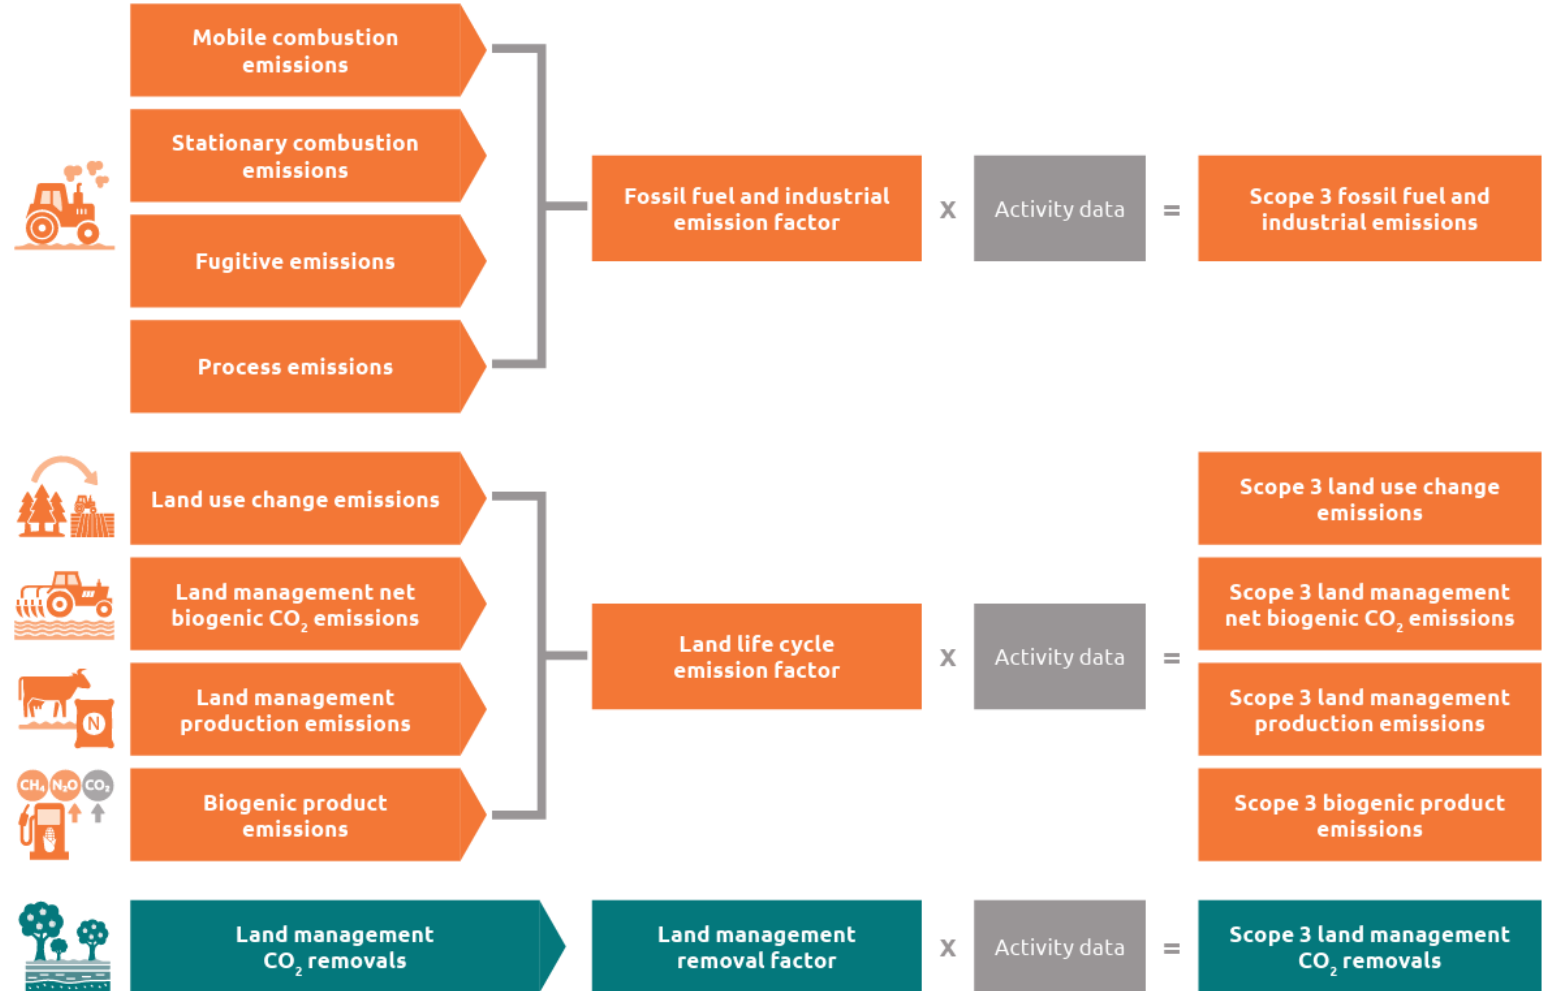 Mobile combustion
emissions
Stationary combustion
emissions
Fugitive emissions
Process emissions
Fossil fuel and industrial
emission factor
X
Activity data
=
Scope 3 fossil fuel and
industrial emissions
Land use change emissions
Land management net
biogenic CO₂ emissions
N
Land management
production emissions
CH₄ N₂O CO₂
Biogenic product
emissions
Land life cycle
emission factor
X
Activity data
=
Scope 3 land use change
emissions
Scope 3 land management
net biogenic CO₂ emissions
Scope 3 land management
production emissions
Scope 3 biogenic product
emissions
Land management
CO₂ removals
Land management
removal factor
X
Activity data
=
Scope 3 land management
CO₂ removals